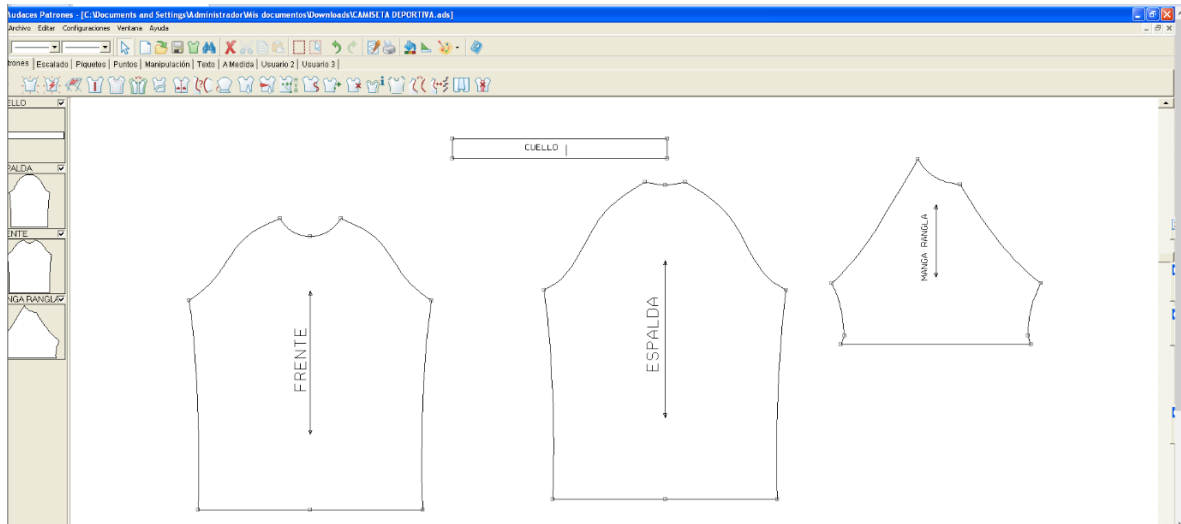 Audaces Patrones - [C:\Documents and Settings\Administrador\Mis documentos\Downloads\CAMISETA DEPORTIVA.ads]
Archivo Editar Configuraciones Ventana Ayuda
trones Escalado Piquetes Puntos Manipulación Texto A Medida Usuario 2 Usuario 3
ELLO
PALDA
ENTE
NGA RANGLA
CUELLO
FRENTE
ESPALDA
MANGA RANGLA